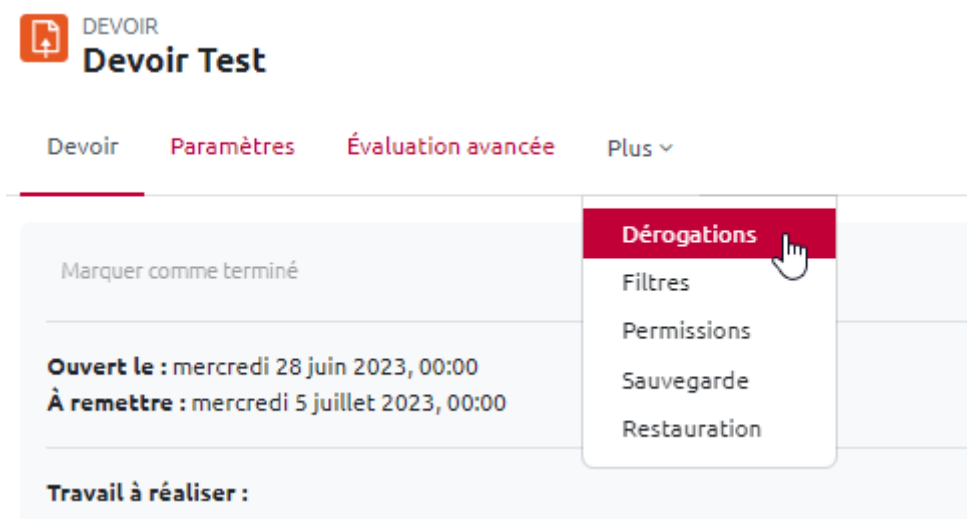 DEVOIR
Devoir Test
Devoir Paramètres Évaluation avancée Plus
Dérogations
Filtres
Permissions
Sauvegarde
Restauration
Marquer comme terminé
Ouvert le : mercredi 28 juin 2023, 00:00
À remettre : mercredi 5 juillet 2023, 00:00
Travail à réaliser :